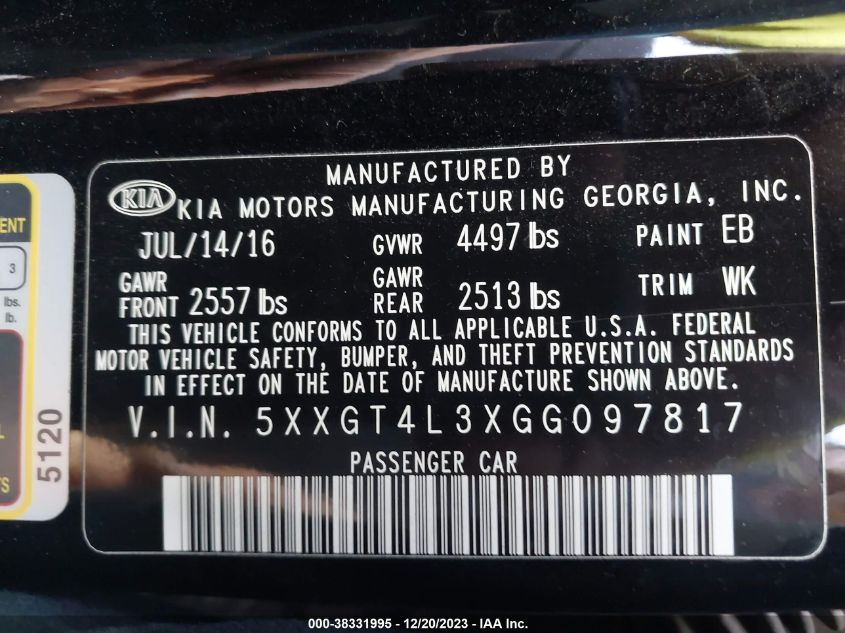 MANUFACTURED BY
KIA KIA MOTORS MANUFACTURING GEORGIA, INC.
JUL/14/16 GVWR 4497 lbs PAINT EB
GAWR FRONT 2557 lbs GAWR REAR 2513 lbs TRIM WK
THIS VEHICLE CONFORMS TO ALL APPLICABLE U.S.A. FEDERAL
MOTOR VEHICLE SAFETY, BUMPER, AND THEFT PREVENTION STANDARDS
IN EFFECT ON THE DATE OF MANUFACTURE SHOWN ABOVE.
V.I.N. 5XXGT4L3XGG097817
PASSENGER CAR
3
lbs.
lb.
5120
000-38331995 - 12/20/2023 - IAA Inc.